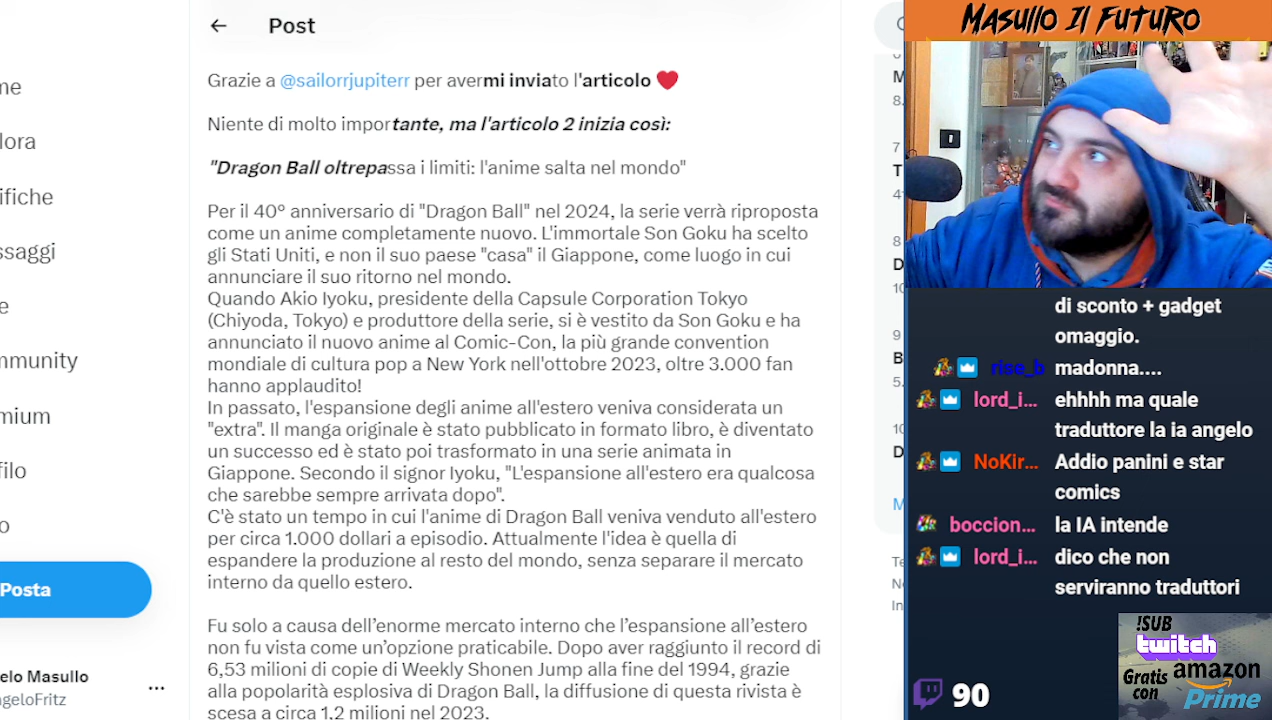 Post
Grazie a @sailorrjupiterr per avermi inviato l'articolo
Niente di molto importante, ma l'articolo 2 inizia così:
"Dragon Ball oltrepassa i limiti: l'anime salta nel mondo"
Per il 40° anniversario di "Dragon Ball" nel 2024, la serie verrà riproposta
come un anime completamente nuovo. L'immortale Son Goku ha scelto
gli Stati Uniti, e non il suo paese "casa" il Giappone, come luogo in cui
annunciare il suo ritorno nel mondo.
Quando Akio Iyoku, presidente della Capsule Corporation Tokyo
(Chiyoda, Tokyo) e produttore della serie, si è vestito da Son Goku e ha
annunciato il nuovo anime al Comic-Con, la più grande convention
mondiale di cultura pop a New York nell'ottobre 2023, oltre 3.000 fan
hanno applaudito!
In passato, l'espansione degli anime all'estero veniva considerata un
"extra". Il manga originale è stato pubblicato in formato libro, è diventato
un successo ed è stato poi trasformato in una serie animata in
Giappone. Secondo il signor Iyoku, "L'espansione all'estero era qualcosa
che sarebbe sempre arrivata dopo".
C'è stato un tempo in cui l'anime di Dragon Ball veniva venduto all'estero
per circa 1.000 dollari a episodio. Attualmente l'idea è quella di
espandere la produzione al resto del mondo, senza separare il mercato
interno da quello estero.
Fu solo a causa dell’enorme mercato interno che l’espansione all’estero
non fu vista come un’opzione praticabile. Dopo aver raggiunto il record di
6,53 milioni di copie di Weekly Shonen Jump alla fine del 1994, grazie
alla popolarità esplosiva di Dragon Ball, la diffusione di questa rivista è
scesa a circa 1,2 milioni nel 2023.
me
lora
ifiche
ssaggi
e
mmunity
mium
filo
o
Posta
elo Masullo
ngeloFritz
M
8.
7
T
4
8
D
10
9
B
5.
10
D
M
Te
No
In
Masullo Il Futuro
di sconto + gadget
omaggio.
rise_b madonna....
lord_i... ehhhh ma quale
traduttore la ia angelo
NoKir... Addio panini e star
comics
boccion... la IA intende
lord_i... dico che non
serviranno traduttori
!SUB
twitch
Gratis con amazon
Prime
90